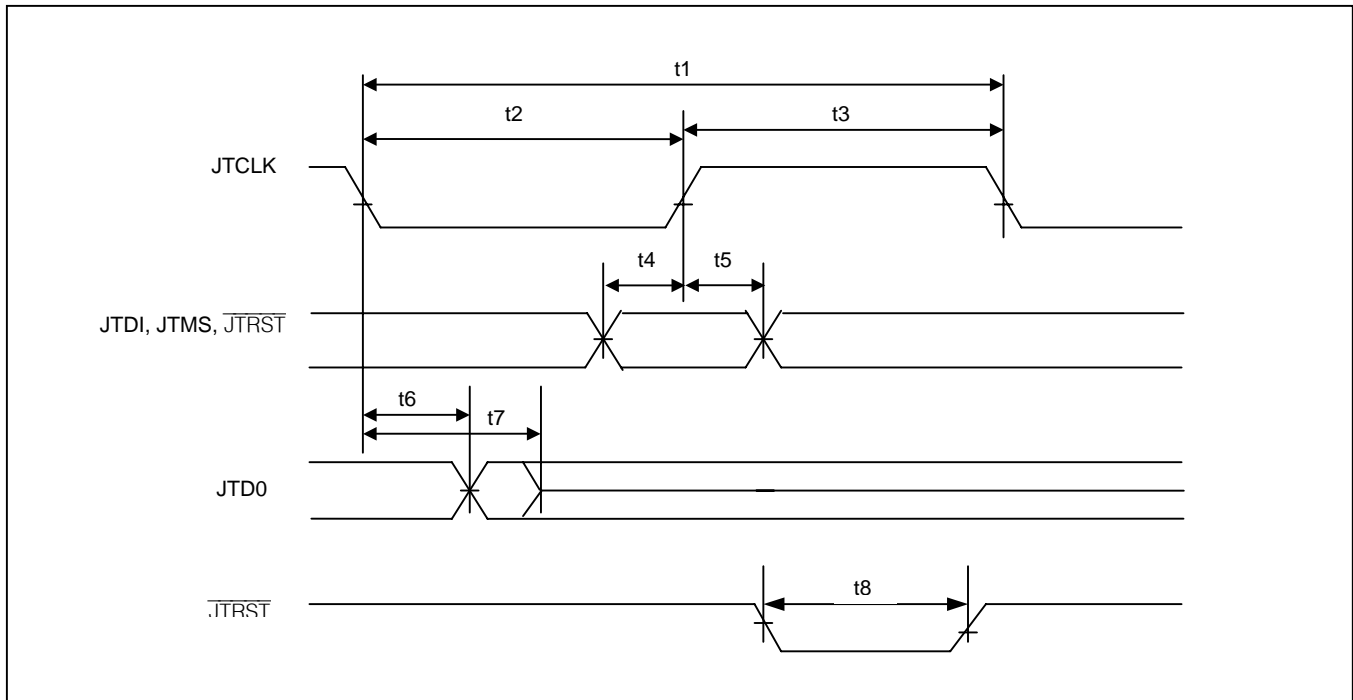 t1
t2 t3
JTCLK
t4 t5
JTDI, JTMS, JTRST
t6
t7
JTD0
t8
JTRST